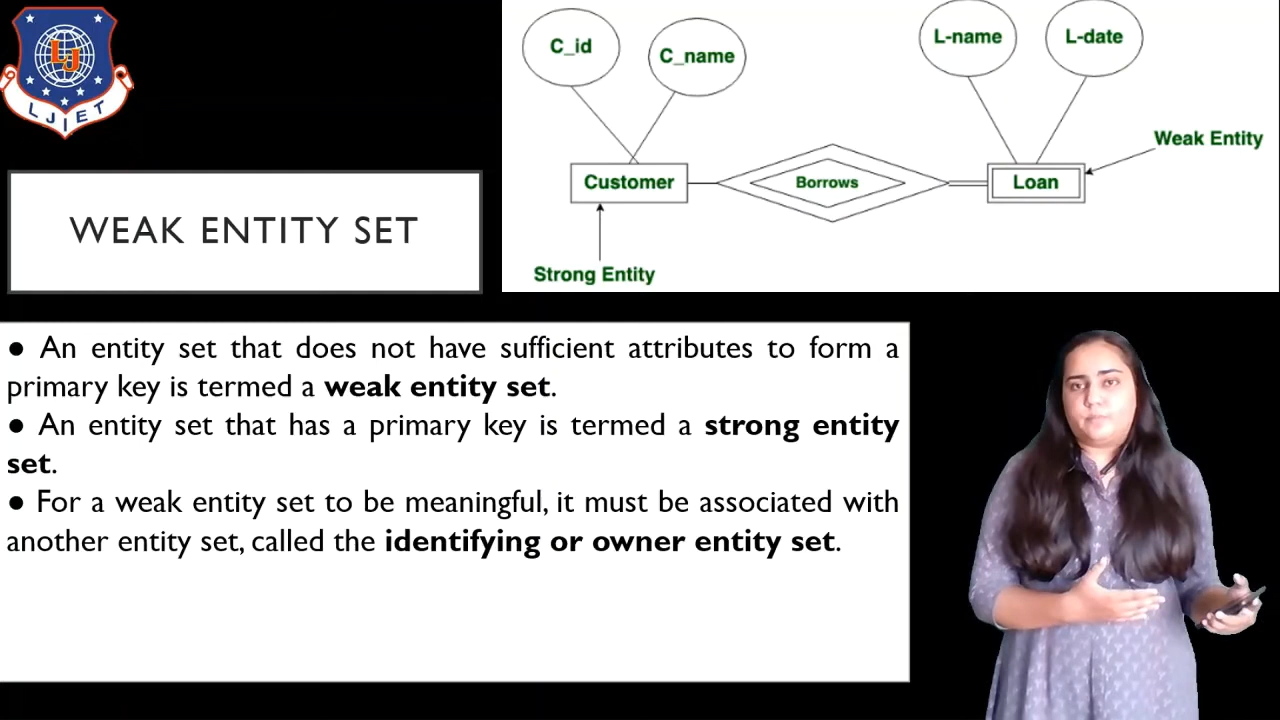 LJ
LJIET
C_id
C_name
L-name
L-date
Weak Entity
Customer
Borrows
Loan
Strong Entity
WEAK ENTITY SET
● An entity set that does not have sufficient attributes to form a
primary key is termed a weak entity set.
● An entity set that has a primary key is termed a strong entity
set.
● For a weak entity set to be meaningful, it must be associated with
another entity set, called the identifying or owner entity set.